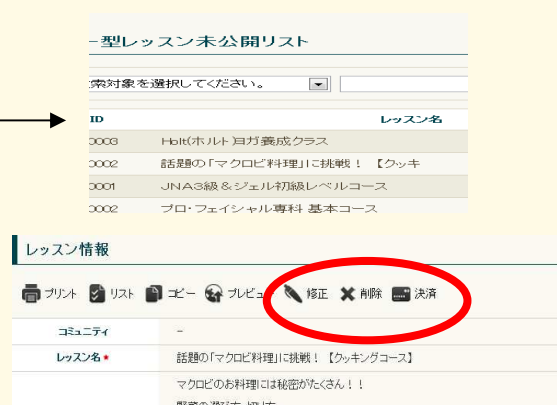 型レッスン未公開リスト
索対象を選択してください。
ID レッスン名
0003 Holt(ホルト)ヨガ養成クラス
0002 話題の「マクロビ料理」に挑戦！【クッキ
0001 JNA3級＆ジェル初級レベルコース
0002 プロ・フェイシャル専科 基本コース
レッスン情報
プリント リスト コピー プレビュ 修正 削除 決済
コミュニティ -
レッスン名* 話題の「マクロビ料理」に挑戦！【クッキングコース】
マクロビのお料理には秘密がたくさん！！